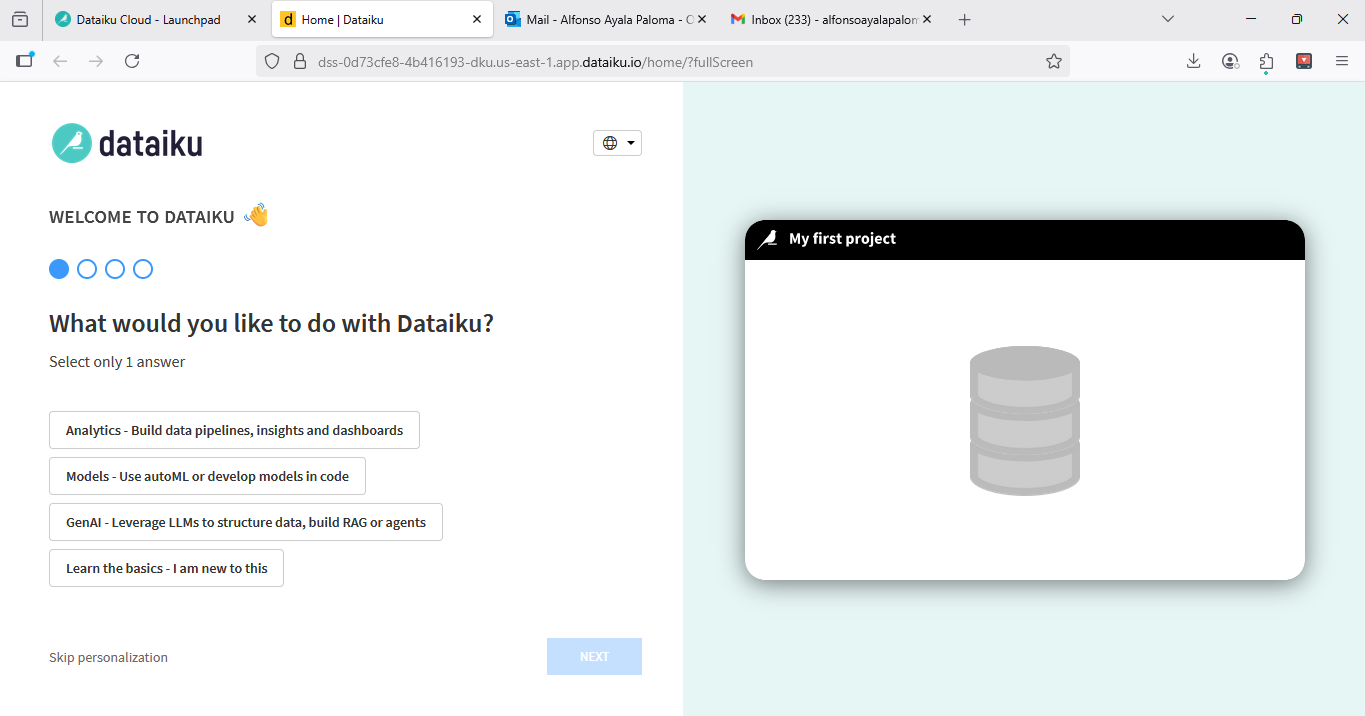 Dataiku Cloud - Launchpad
Home | Dataiku
Mail - Alfonso Ayala Paloma - O
Inbox (233) - alfonsoayalapalom
dss-0d73cfe8-4b416193-dku.us-east-1.app.dataiku.io/home/?fullScreen
dataiku
WELCOME TO DATAIKU
What would you like to do with Dataiku?
Select only 1 answer
Analytics - Build data pipelines, insights and dashboards
Models - Use autoML or develop models in code
GenAI - Leverage LLMs to structure data, build RAG or agents
Learn the basics - I am new to this
Skip personalization
NEXT
My first project